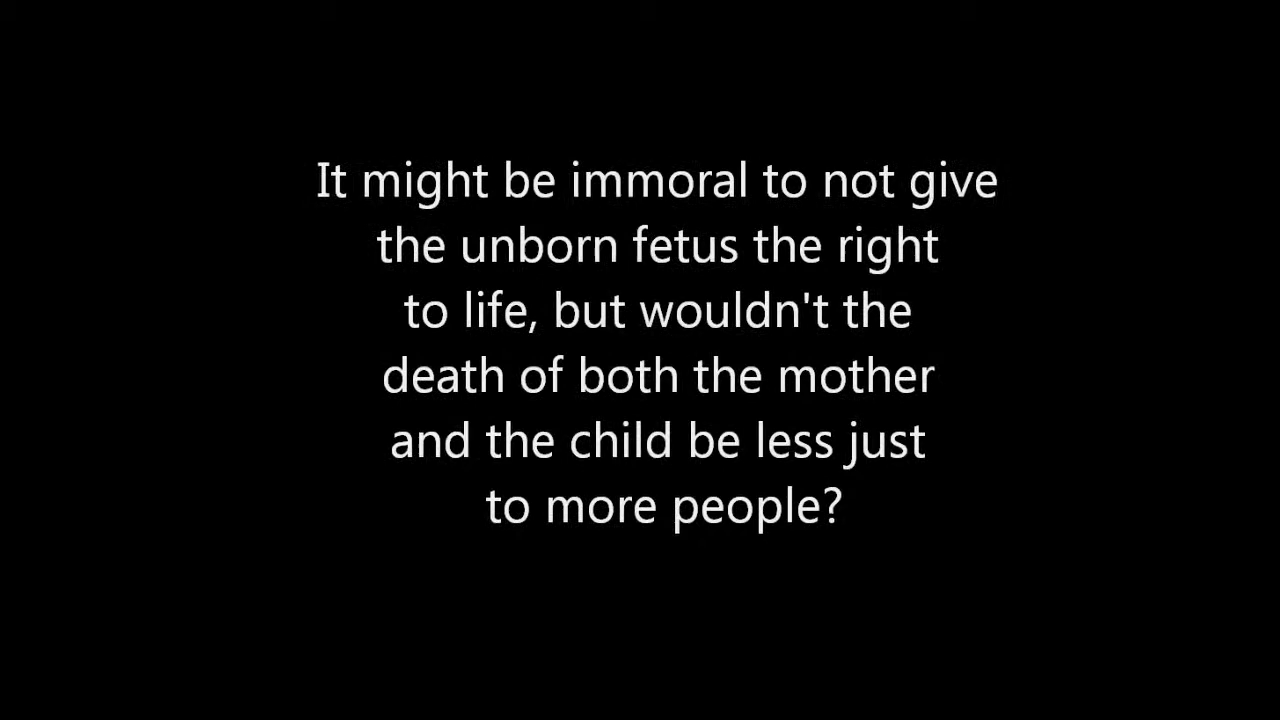 It might be immoral to not give
the unborn fetus the right
to life, but wouldn't the
death of both the mother
and the child be less just
to more people?